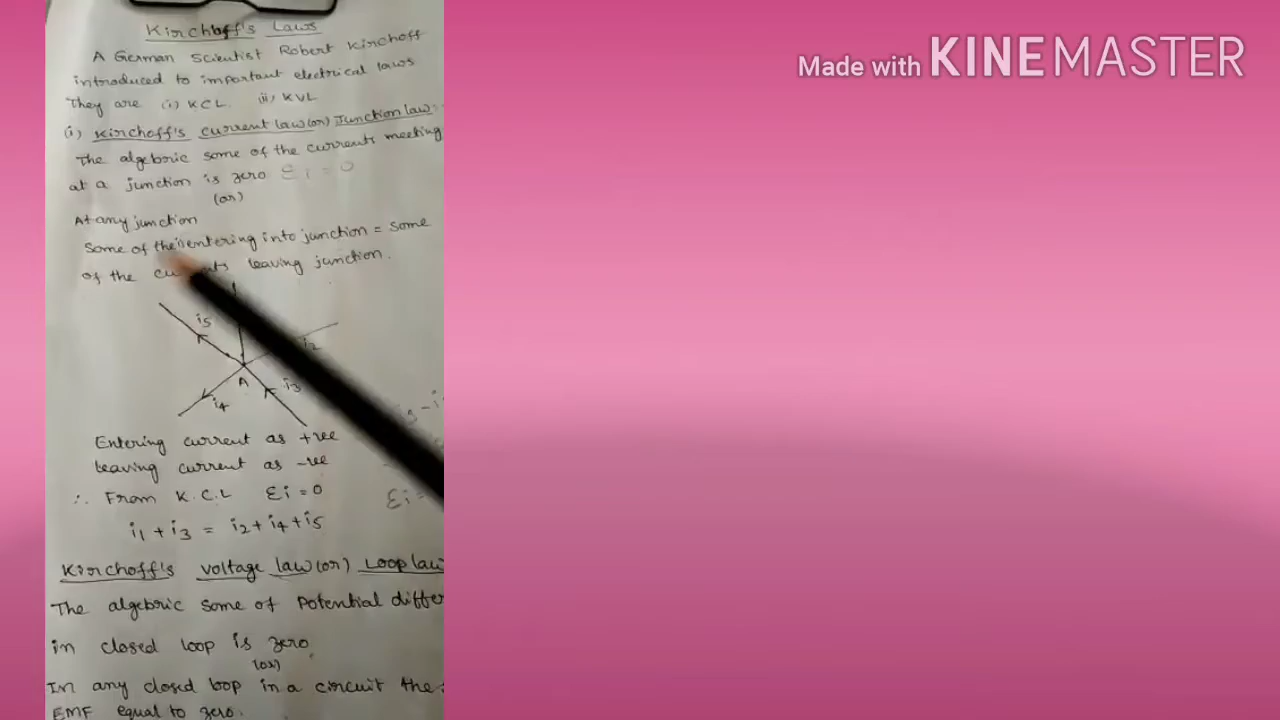 Kirchoff's Laws
A German Scientist Robert Kirchoff
introduced to important electrical laws
They are (i) KCL. (ii) KVL
(i) Kirchoff's current law (or) Junction law:
The algebric some of the currents meeting
at a junction is zero Σi = 0
(or)
At any junction
Some of the entering into junction = some
of the leaving junction.
i5
i2
A
i3
i4
Entering current as +ve
Leaving current as -ve
∴ From K.C.L Σi = 0
i1 + i3 = i2 + i4 + i5
Kirchoff's voltage law (or) Loop law
The algebric some of Potential
in closed loop is zero.
(or)
In any closed loop in a circuit the
EMF equal to zero.
Made with KINEMASTER